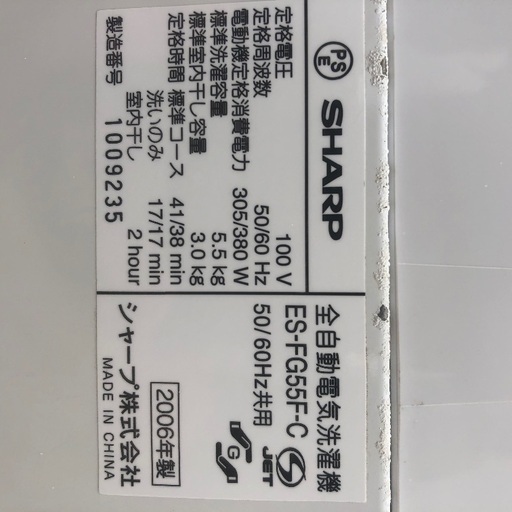 PSE
SHARP
定格電圧 100 V
定格周波数 50/60 Hz
電動機定格消費電力 305/380 W
標準洗濯容量 5.5 kg
標準室内干し容量 3.0 kg
定格時間 標準コース 41/38 min
洗いのみ 17/17 min
室内干し 2 hour
製造番号 1009235
全自動電気洗濯機
ES-FG55F-C
50/60Hz共用
JET
G
2006年製
シャープ株式会社
MADE IN CHINA